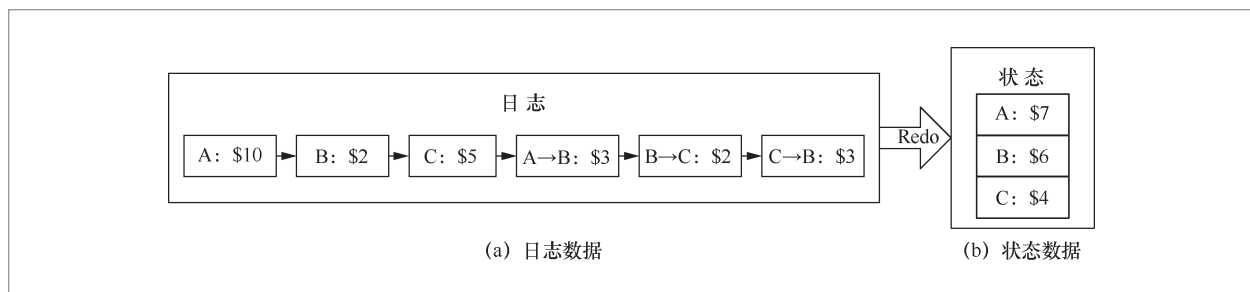 日 志
A：$10
B：$2
C：$5
A→B：$3
B→C：$2
C→B：$3
Redo
状 态
A：$7
B：$6
C：$4
(a) 日志数据
(b) 状态数据